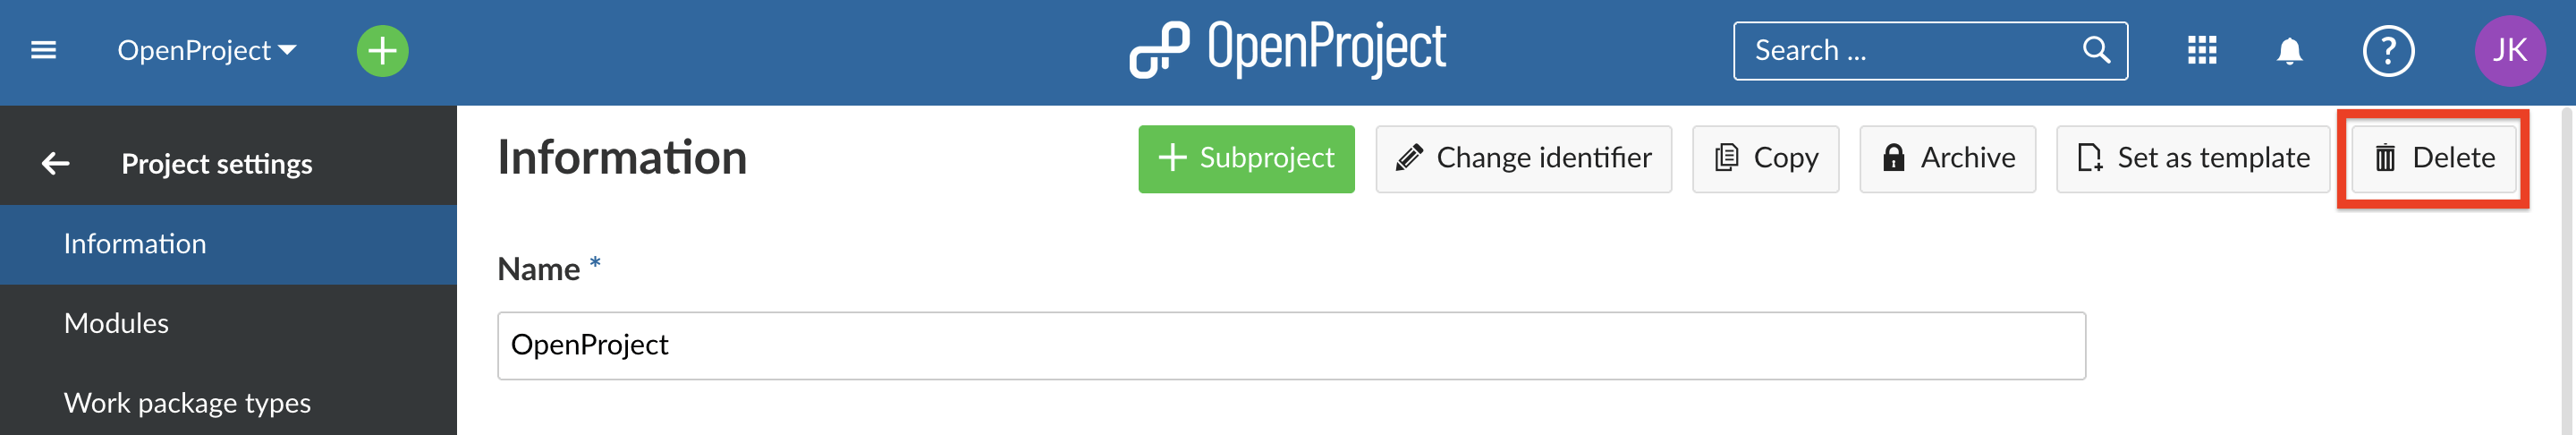 OpenProject
OpenProject
Search ...
?
JK
Project settings
Information
Modules
Work package types
Information
Subproject
Change identifier
Copy
Archive
Set as template
Delete
Name *
OpenProject